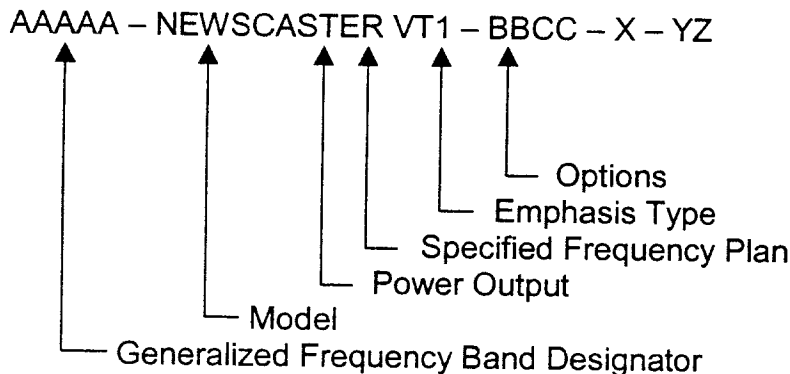 AAAAA – NEWSCASTER VT1 – BBCC – X – YZ
Options
Emphasis Type
Specified Frequency Plan
Power Output
Model
Generalized Frequency Band Designator